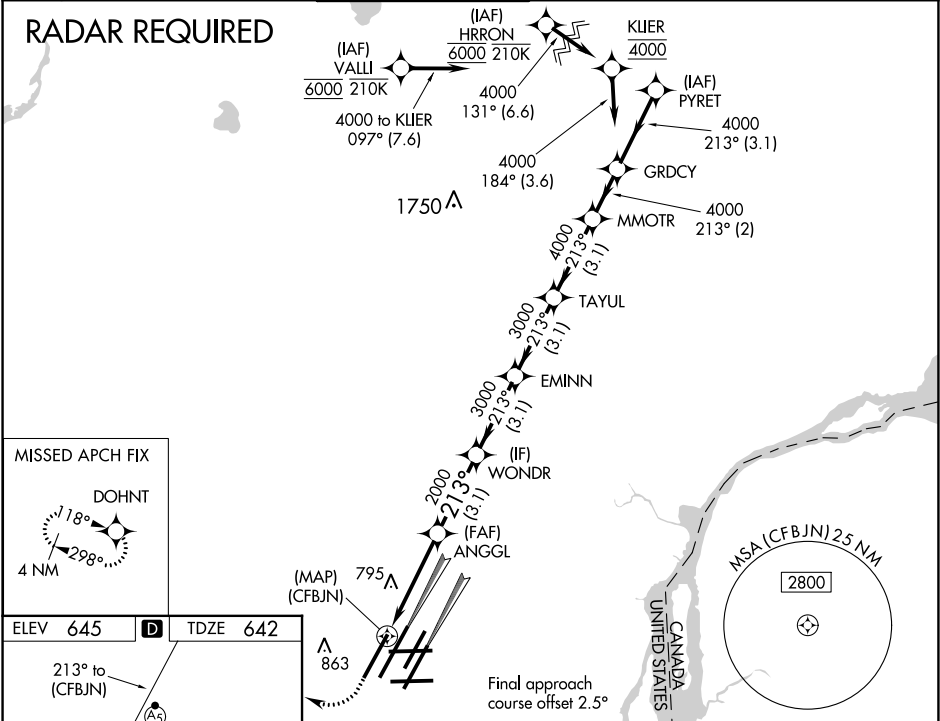 RADAR REQUIRED
(IAF)
VALLI
6000 210K
4000 to KLIER
097° (7.6)
(IAF)
HRRON
6000 210K
4000
131° (6.6)
KLIER
4000
(IAF)
PYRET
4000
213° (3.1)
4000
184° (3.6)
GRDCY
4000
213° (2)
1750
MMOTR
4000
213°
(3.1)
TAYUL
3000
213°
(3.1)
EMINN
3000
213°
(3.1)
(IF)
WONDR
2000
213°
(3.1)
(FAF)
ANGGL
MISSED APCH FIX
DOHNT
118°
298°
4 NM
(MAP)
(CFBJN)
795
863
MSA (CFBJN) 25 NM
2800
CANADA
UNITED STATES
Final approach
course offset 2.5°
ELEV 645 D TDZE 642
213° to
(CFBJN)
A5